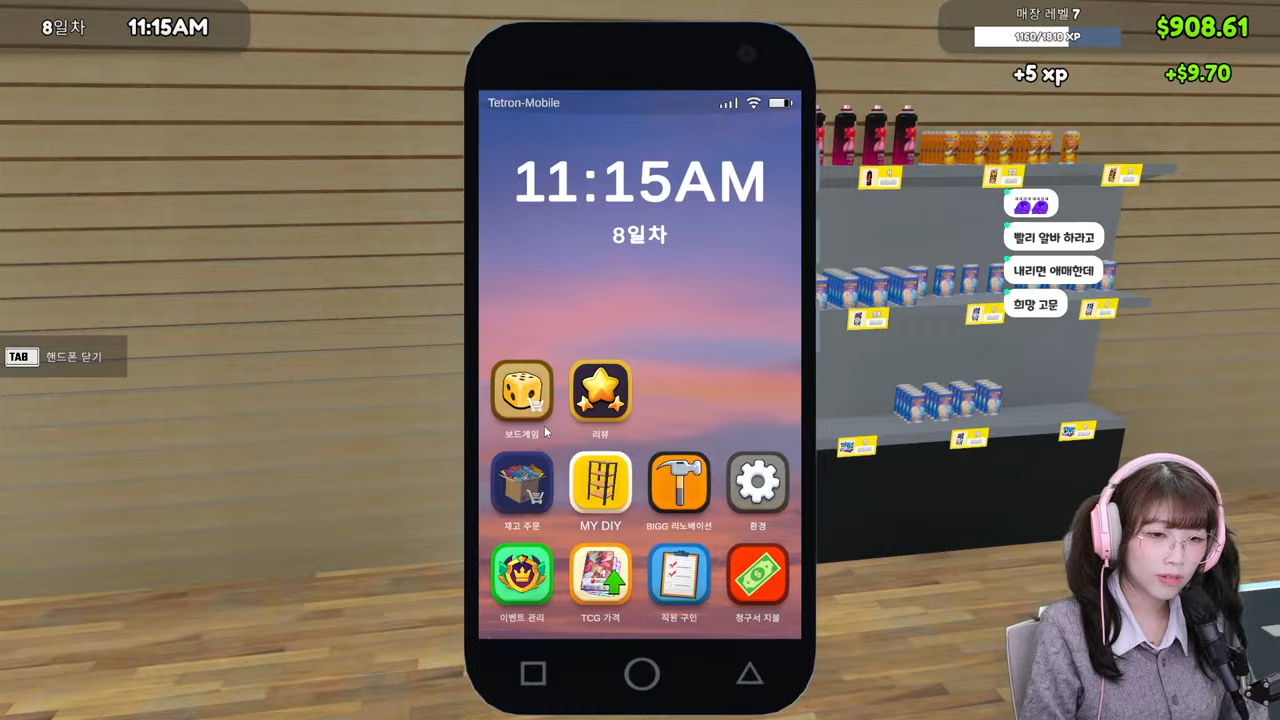 8일차
11:15AM
매장 레벨 7
1160/1810 XP
$908.61
+5 xp
+$9.70
Tetron-Mobile
11:15AM
8일차
빨리 알바 하라고
내리면 애매한데
희망 고문
TAB
핸드폰 닫기
보드게임
리뷰
재고 주문
MY DIY
BIGG 리노베이션
환경
이벤트 관리
TCG 가격
직원 구인
청구서 지불